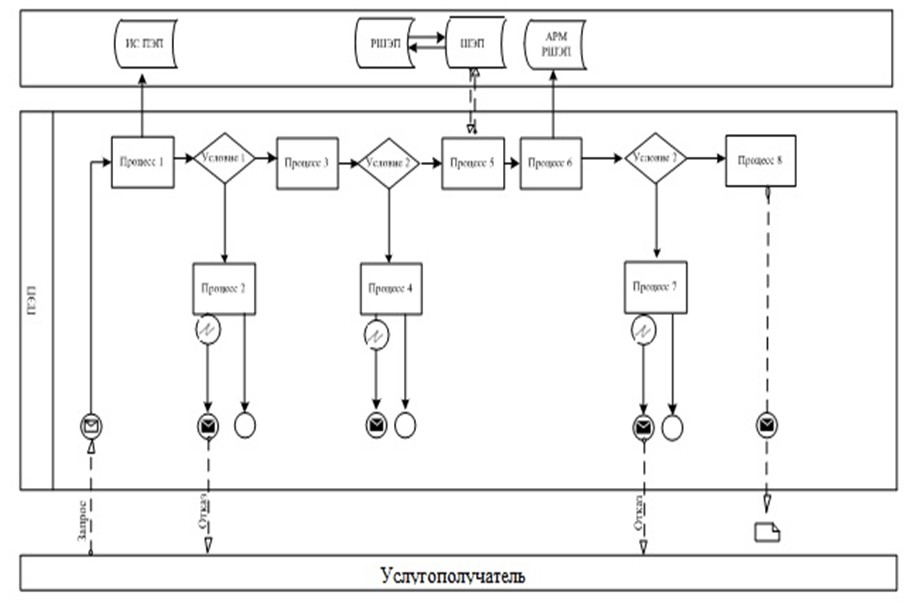 ИС ПЭП
РШЭП
ШЭП
АРМ
РШЭП
Процесс 1
Условие 1
Процесс 3
Условие 2
Процесс 5
Процесс 6
Условие 2
Процесс 8
Процесс 2
Процесс 4
Процесс 7
ПЭП
Запрос
Отказ
Отказ
Услугополучатель